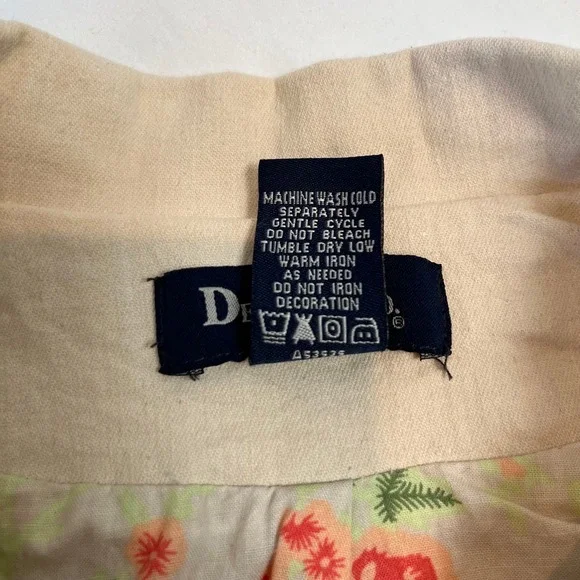 MACHINE WASH COLD
SEPARATELY
GENTLE CYCLE
DO NOT BLEACH
TUMBLE DRY LOW
WARM IRON
AS NEEDED
DO NOT IRON
DECORATION
A53525